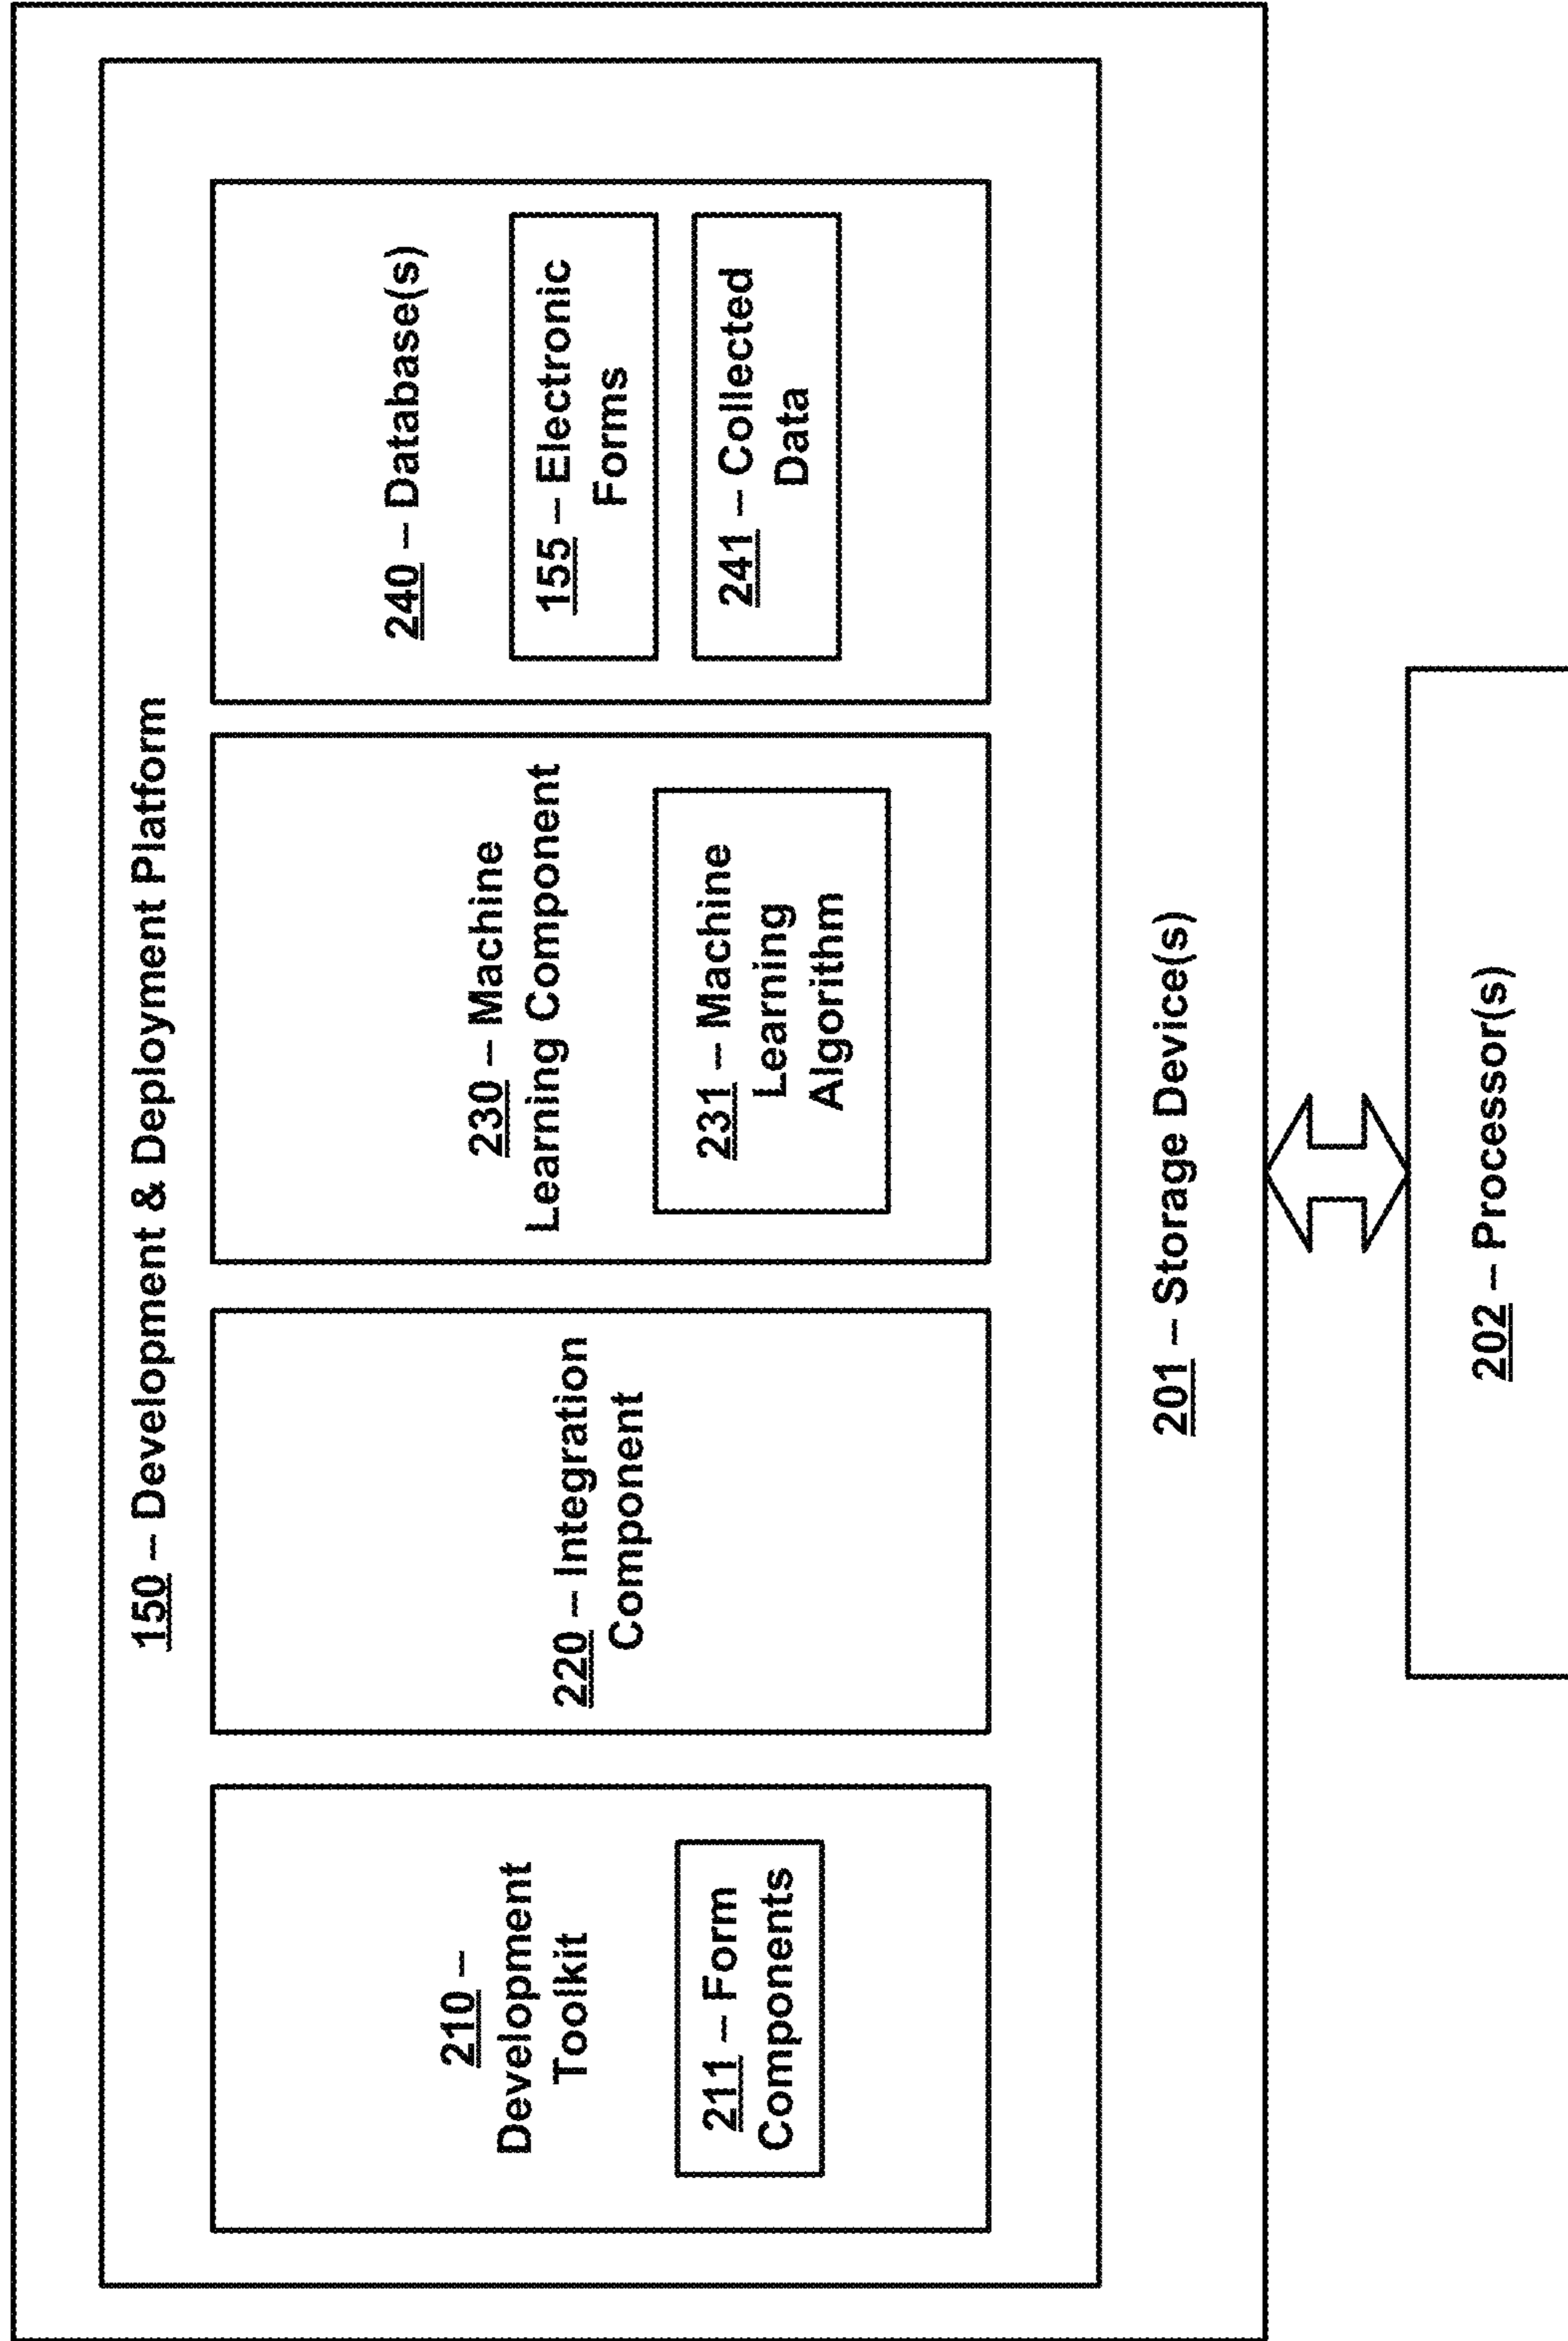 150 – Development & Deployment Platform
210 –
Development
Toolkit
211 – Form
Components
220 – Integration
Component
230 – Machine
Learning Component
231 – Machine
Learning
Algorithm
240 – Database(s)
155 – Electronic
Forms
241 – Collected
Data
201 – Storage Device(s)
202 – Processor(s)